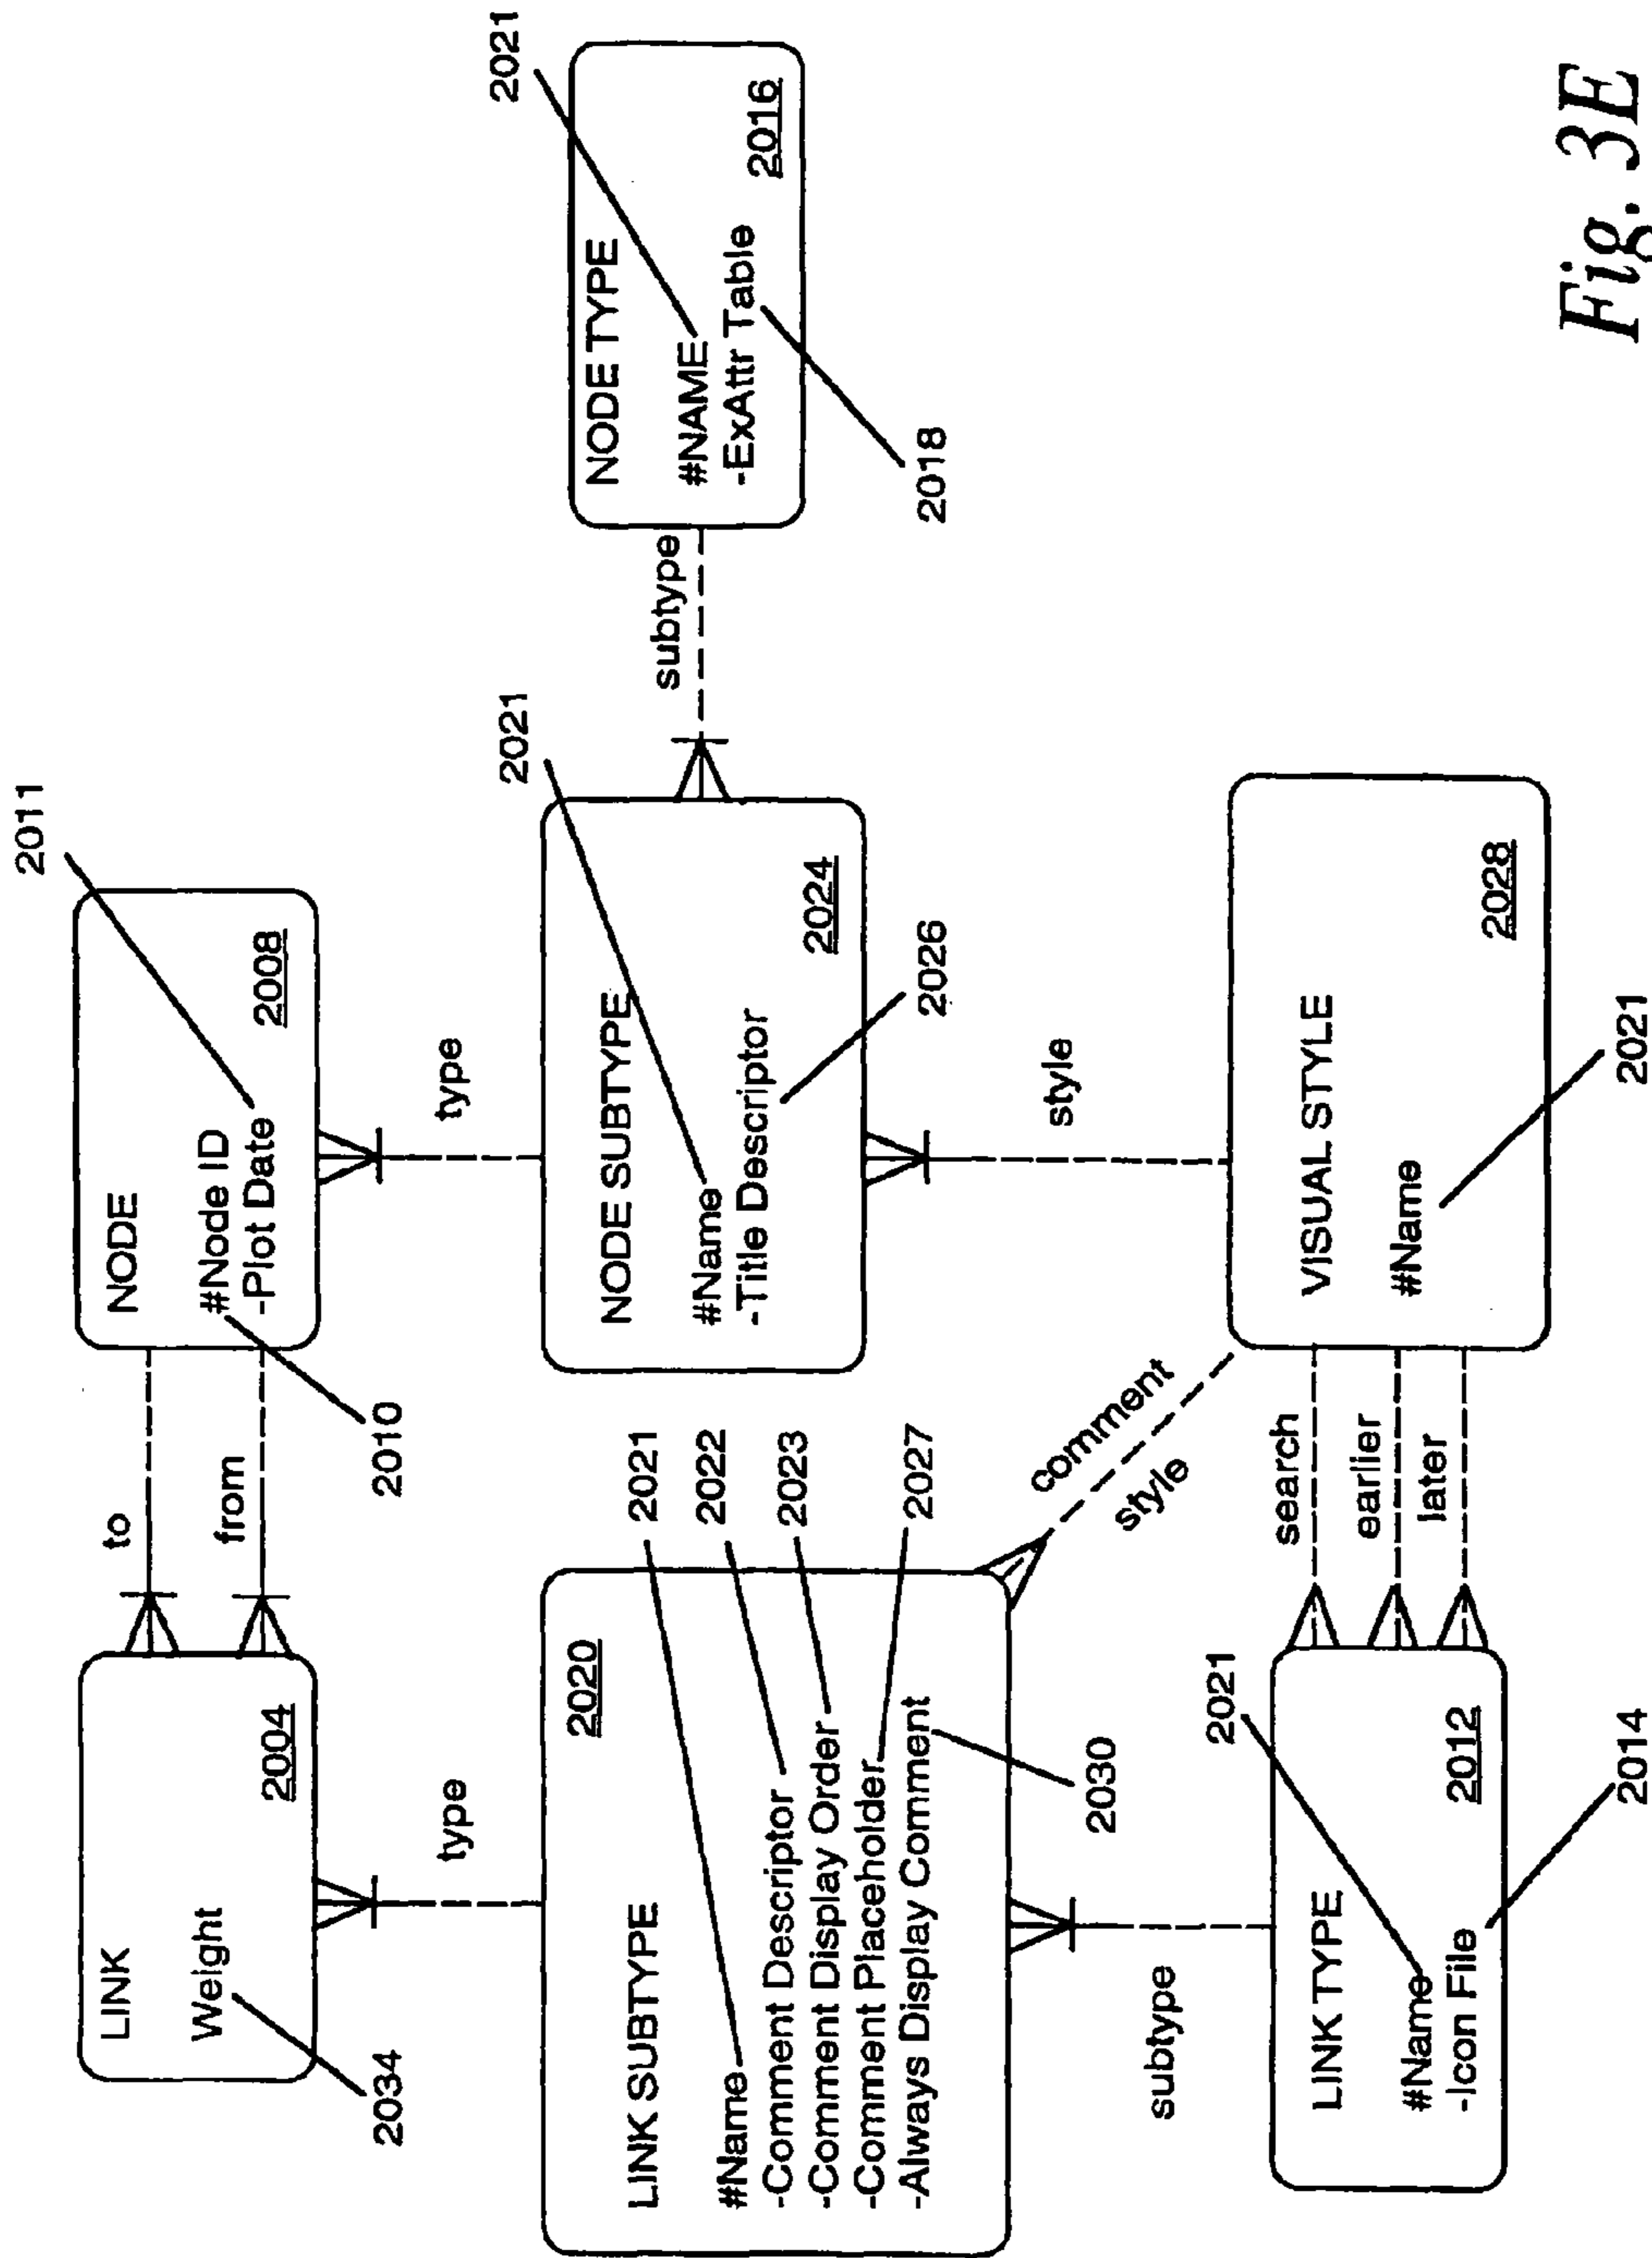 LINK
Weight
2004
2034
to
from
NODE
#Node ID
-Plot Date
2008
2010
2011
type
type
LINK SUBTYPE
2020
#Name
-Comment Descriptor
-Comment Display Order
-Comment Placeholder
-Always Display Comment
2021
2022
2023
2027
2030
NODE SUBTYPE
#Name
-Title Descriptor
2024
2021
2026
subtype
NODE TYPE
#NAME
-ExAttr Table
2016
2021
2018
comment
style
style
subtype
LINK TYPE
#Name
-Icon File
2012
2021
2014
search
earlier
later
VISUAL STYLE
#Name
2028
2021
Fig. 3E